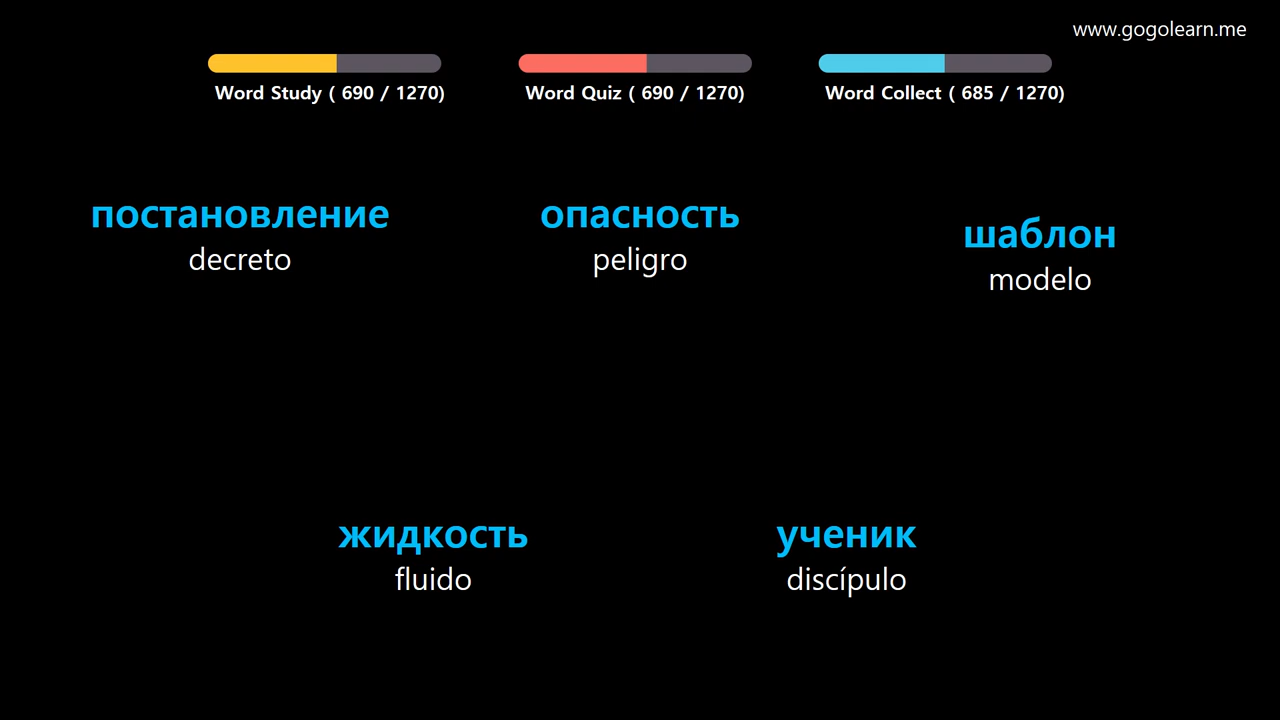 www.gogolearn.me
Word Study ( 690 / 1270)
Word Quiz ( 690 / 1270)
Word Collect ( 685 / 1270)
постановление
decreto
опасность
peligro
шаблон
modelo
жидкость
fluido
ученик
discípulo